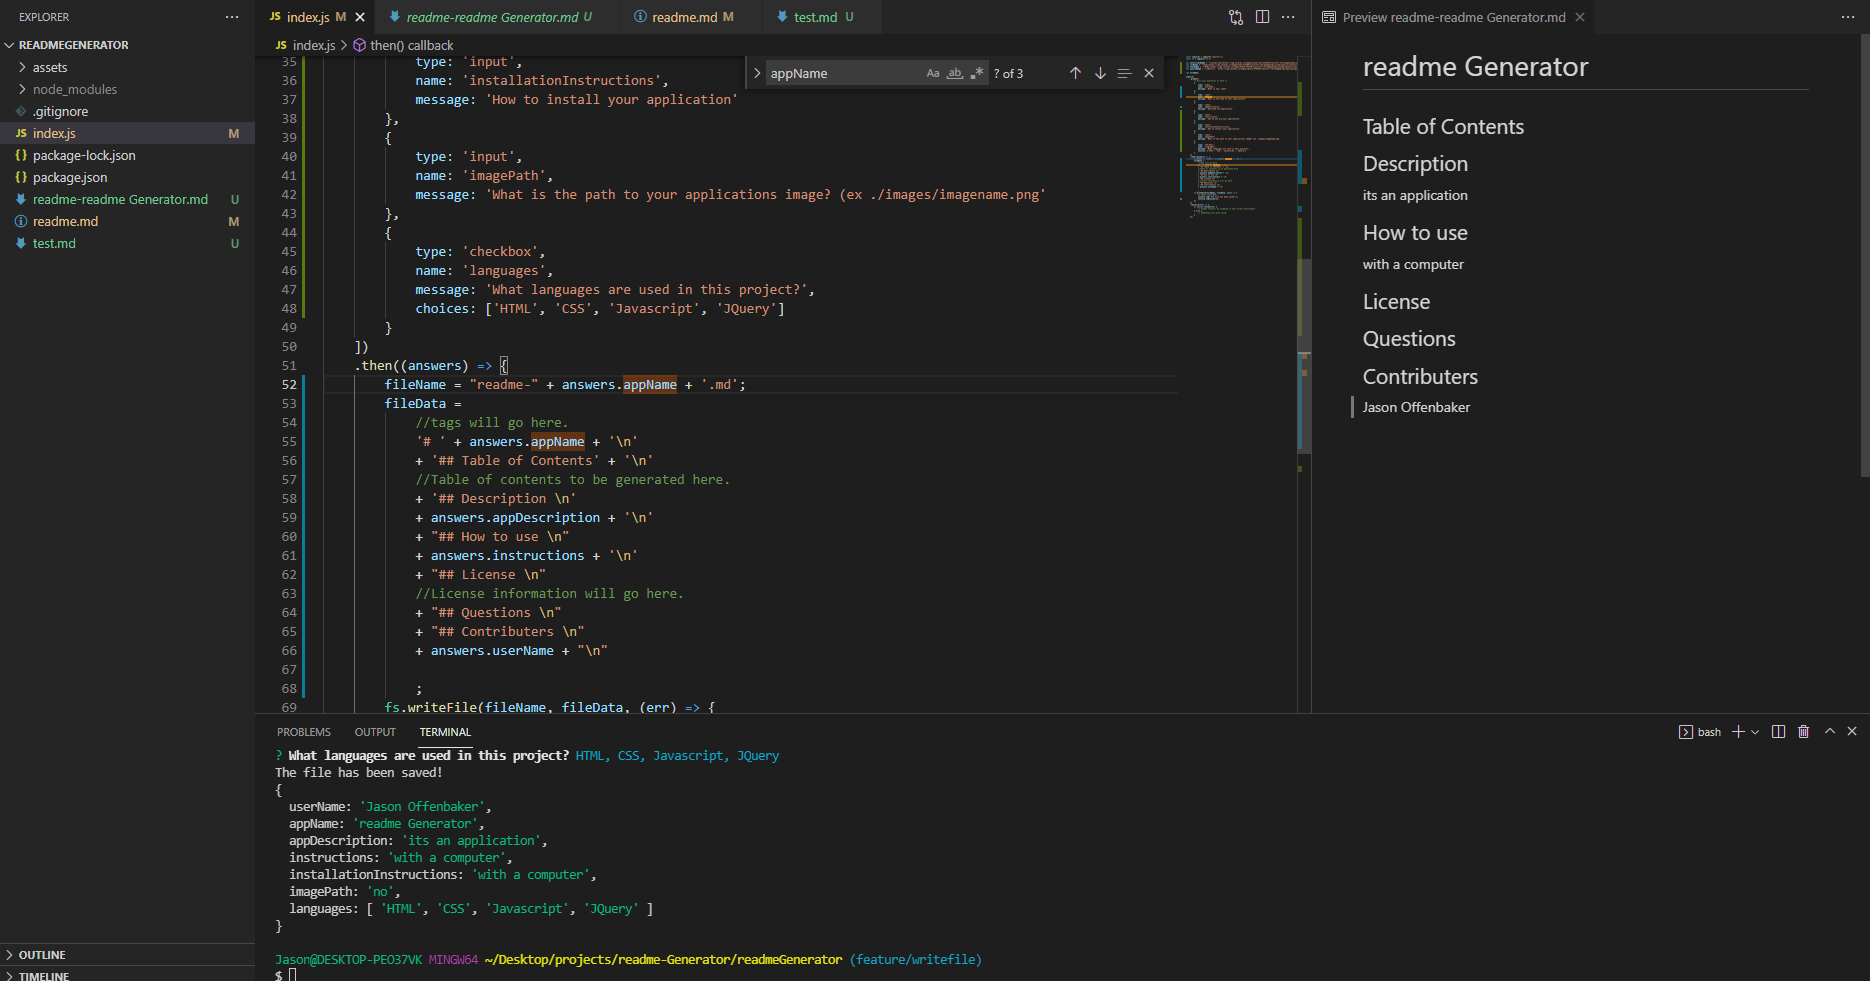 EXPLORER
READMEGENERATOR
assets
node_modules
.gitignore
JS index.js M
{} package-lock.json
{} package.json
readme-readme Generator.md U
readme.md M
test.md U
OUTLINE
TIMELINE
JS index.js M
readme-readme Generator.md U
readme.md M
test.md U
JS index.js > then() callback
appName Aa ab .* ? of 3
35 type: 'input',
36 name: 'installationInstructions',
37 message: 'How to install your application'
38 },
39 {
40 type: 'input',
41 name: 'imagePath',
42 message: 'What is the path to your applications image? (ex ./images/imagename.png'
43 },
44 {
45 type: 'checkbox',
46 name: 'languages',
47 message: 'What languages are used in this project?',
48 choices: ['HTML', 'CSS', 'Javascript', 'JQuery']
49 }
50 ])
51 .then((answers) => {
52 fileName = "readme-" + answers.appName + '.md';
53 fileData =
54 //tags will go here.
55 '# ' + answers.appName + '\n'
56 + '## Table of Contents' + '\n'
57 //Table of contents to be generated here.
58 + '## Description \n'
59 + answers.appDescription + '\n'
60 + "## How to use \n"
61 + answers.instructions + '\n'
62 + "## License \n"
63 //License information will go here.
64 + "## Questions \n"
65 + "## Contributers \n"
66 + answers.userName + "\n"
67
68 ;
69 fs.writeFile(fileName, fileData, (err) => {
Preview readme-readme Generator.md
readme Generator
Table of Contents
Description
its an application
How to use
with a computer
License
Questions
Contributers
Jason Offenbaker
PROBLEMS OUTPUT TERMINAL
bash
? What languages are used in this project? HTML, CSS, Javascript, JQuery
The file has been saved!
{
userName: 'Jason Offenbaker',
appName: 'readme Generator',
appDescription: 'its an application',
instructions: 'with a computer',
installationInstructions: 'with a computer',
imagePath: 'no',
languages: [ 'HTML', 'CSS', 'Javascript', 'JQuery' ]
}
Jason@DESKTOP-PEO37VK MINGW64 ~/Desktop/projects/readme-Generator/readmeGenerator (feature/writefile)
$